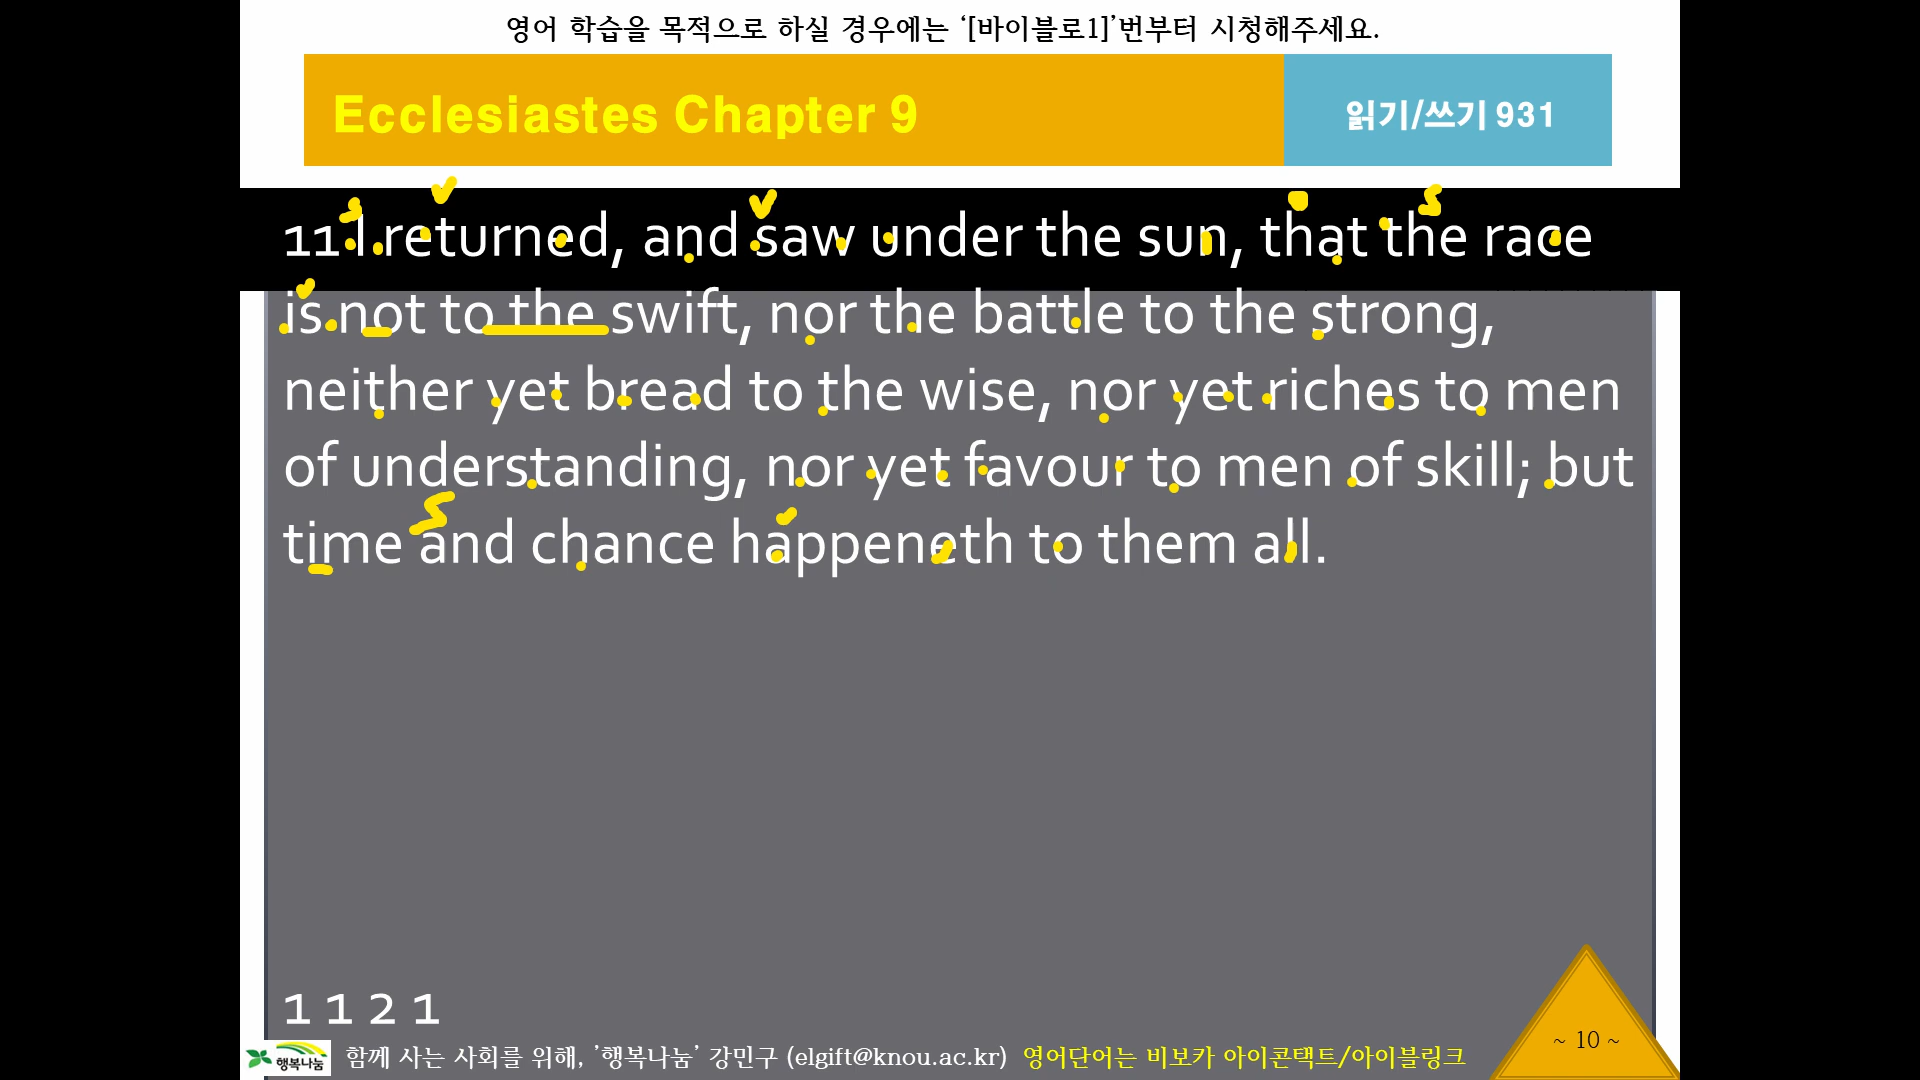 영어 학습을 목적으로 하실 경우에는 ‘[바이블로1]’번부터 시청해주세요.
Ecclesiastes Chapter 9
읽기/쓰기 931
11 I returned, and saw under the sun, that the race
is not to the swift, nor the battle to the strong,
neither yet bread to the wise, nor yet riches to men
of understanding, nor yet favour to men of skill; but
time and chance happeneth to them all.
1 1 2 1
~ 10 ~
행복나눔 함께 사는 사회를 위해, ’행복나눔’ 강민구 (elgift@knou.ac.kr) 영어단어는 비보카 아이콘택트/아이블링크